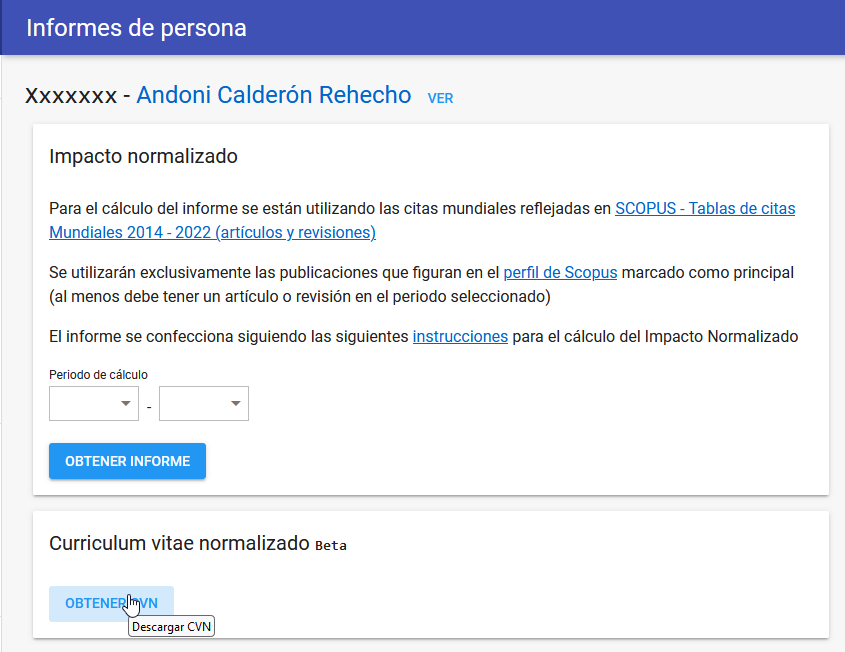 Informes de persona
Xxxxxxx - Andoni Calderón Rehecho VER
Impacto normalizado
Para el cálculo del informe se están utilizando las citas mundiales reflejadas en SCOPUS - Tablas de citas
Mundiales 2014 - 2022 (artículos y revisiones)
Se utilizarán exclusivamente las publicaciones que figuran en el perfil de Scopus marcado como principal
(al menos debe tener un artículo o revisión en el periodo seleccionado)
El informe se confecciona siguiendo las siguientes instrucciones para el cálculo del Impacto Normalizado
Periodo de cálculo
-
OBTENER INFORME
Curriculum vitae normalizado Beta
OBTENER CVN
Descargar CVN